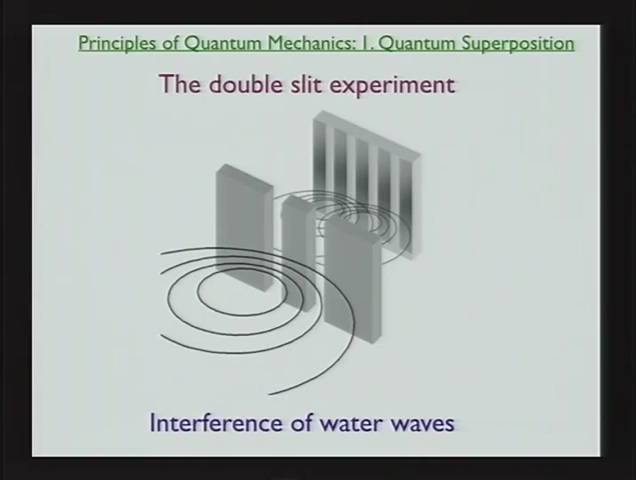 Principles of Quantum Mechanics: 1. Quantum Superposition
The double slit experiment
Interference of water waves